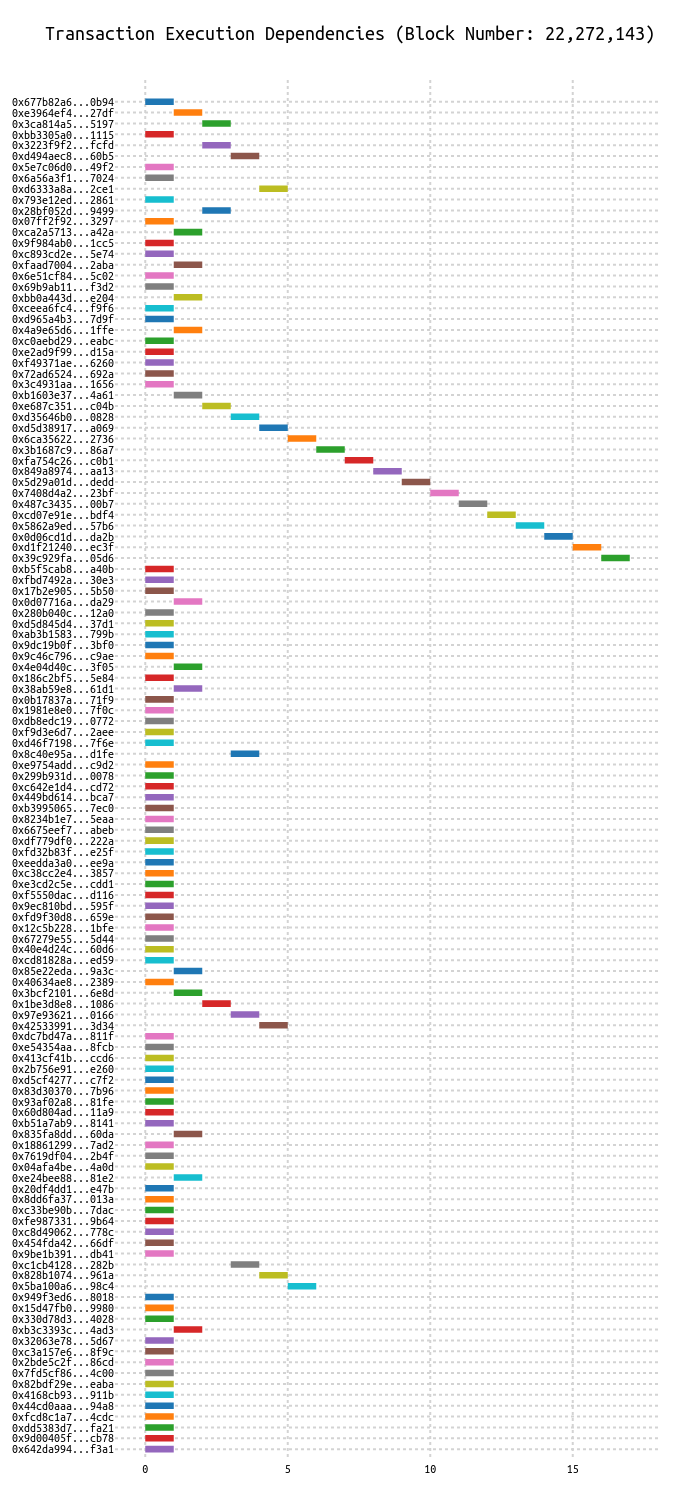 Transaction Execution Dependencies (Block Number: 22,272,143)
0x677b82a6...0b94
0xe3964ef4...27df
0x3ca814a5...5197
0xbb3305a0...1115
0x3223f9f2...fcfd
0xd494aec8...60b5
0x5e7c06d0...49f2
0x6a56a3f1...7024
0xd6333a8a...2ce1
0x793e12ed...2861
0x28bf052d...9499
0x07ff2f92...3297
0xca2a5713...a42a
0x9f984ab0...1cc5
0xc893cd2e...5e74
0xfaad7004...2aba
0x6e51cf84...5c02
0x69b9ab11...f3d2
0xbb0a443d...e204
0xceea6fc4...f9f6
0xd965a4b3...7d9f
0x4a9e65d6...1ffe
0xc0aebd29...eabc
0xe2ad9f99...d15a
0xf49371ae...6260
0x72ad6524...692a
0x3c4931aa...1656
0xb1603e37...4a61
0xe687c351...c04b
0xd35646b0...0828
0xd5d38917...a069
0x6ca35622...2736
0x3b1687c9...86a7
0xfa754c26...c0b1
0x849a8974...aa13
0x5d29a01d...dedd
0x7408d4a2...23bf
0x487c3435...00b7
0xcd07e91e...bdf4
0x5862a9ed...57b6
0x0d06cd1d...da2b
0xd1f21240...ec3f
0x39c929fa...05d6
0xb5f5cab8...a40b
0xfbd7492a...30e3
0x17b2e905...5b50
0x0d07716a...da29
0x280b040c...12a0
0xd5d845d4...37d1
0xab3b1583...799b
0x9dc19b0f...3bf0
0x9c46c796...c9ae
0x4e04d40c...3f05
0x186c2bf5...5e84
0x38ab59e8...61d1
0x0b17837a...71f9
0x1981e8e0...7f0c
0xdb8edc19...0772
0xf9d3e6d7...2aee
0xd46f7198...7f6e
0x8c40e95a...d1fe
0xe9754add...c9d2
0x299b931d...0078
0xc642e1d4...cd72
0x449bd614...bca7
0xb3995065...7ec0
0x8234b1e7...5eaa
0x6675eef7...abeb
0xdf779df0...222a
0xfd32b83f...e25f
0xeedda3a0...ee9a
0xc38cc2e4...3857
0xe3cd2c5e...cdd1
0xf5550dac...d116
0x9ec810bd...595f
0xfd9f30d8...659e
0x12c5b228...1bfe
0x67279e55...5d44
0x40e4d24c...60d6
0xcd81828a...ed59
0x85e22eda...9a3c
0x40634ae8...2389
0x3bcf2101...6e8d
0x1be3d8e8...1086
0x97e93621...0166
0x42533991...3d34
0xdc7bd47a...811f
0xe54354aa...8fcb
0x413cf41b...ccd6
0x2b756e91...e260
0xd5cf4277...c7f2
0x83d30370...7b96
0x93af02a8...81fe
0x60d804ad...11a9
0xb51a7ab9...8141
0x835fa8dd...60da
0x18861299...7ad2
0x7619df04...2b4f
0x04afa4be...4a0d
0xe24bee88...81e2
0x20df4dd1...e47b
0x8dd6fa37...013a
0xc33be90b...7dac
0xfe987331...9b64
0xc8d49062...778c
0x454fda42...66df
0x9be1b391...db41
0xc1cb4128...282b
0x828b1074...961a
0x5ba100a6...98c4
0x949f3ed6...8018
0x15d47fb0...9980
0x330d78d3...4028
0xb3c3393c...4ad3
0x32063e78...5d67
0xc3a157e6...8f9c
0x2bde5c2f...86cd
0x7fd5cf86...4c00
0x82bdf29e...eaba
0x4168cb93...911b
0x44cd0aaa...94a8
0xfcd8c1a7...4cdc
0xdd5383d7...fa21
0x9d00405f...cb78
0x642da994...f3a1
0 5 10 15